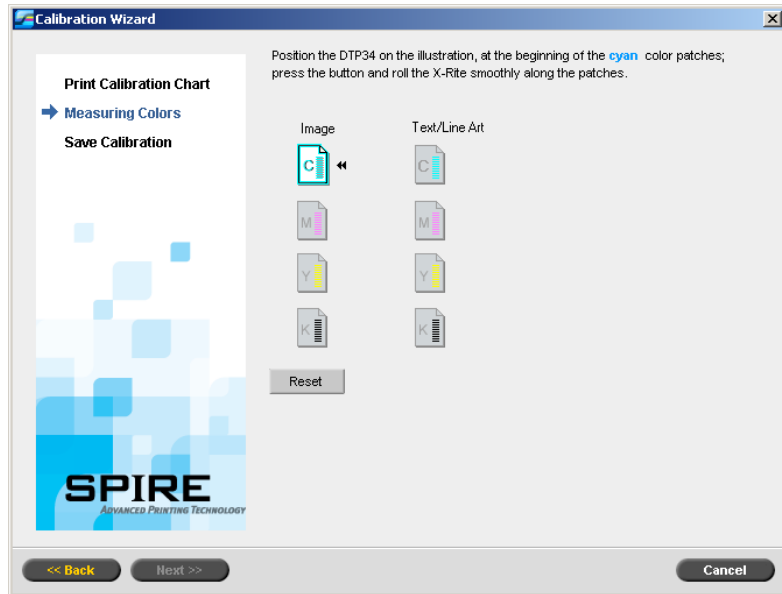 Calibration Wizard
Print Calibration Chart
Measuring Colors
Save Calibration
Position the DTP34 on the illustration, at the beginning of the cyan color patches;
press the button and roll the X-Rite smoothly along the patches.
Image Text/Line Art
C C
M M
Y Y
K K
Reset
SPIRE
ADVANCED PRINTING TECHNOLOGY
<< Back Next >> Cancel